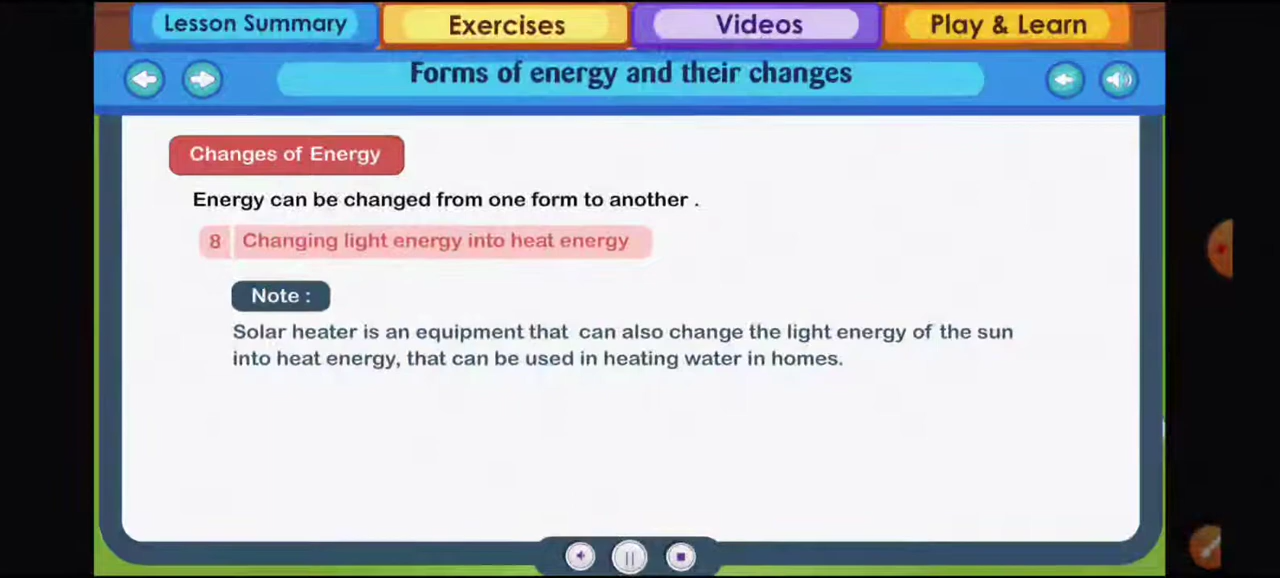 Lesson Summary
Exercises
Videos
Play & Learn
Forms of energy and their changes
Changes of Energy
Energy can be changed from one form to another .
8 Changing light energy into heat energy
Note :
Solar heater is an equipment that can also change the light energy of the sun
into heat energy, that can be used in heating water in homes.